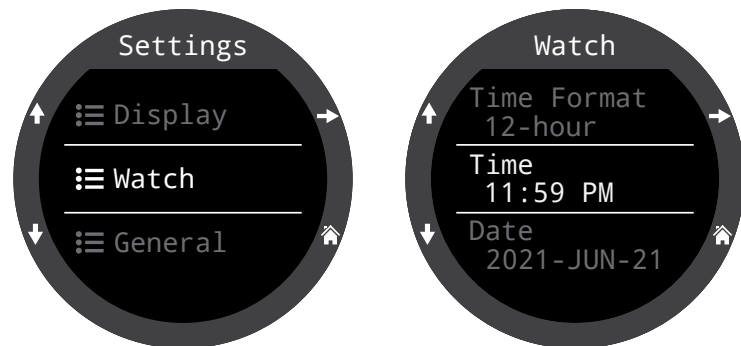 Settings
Display
Watch
General
Watch
Time Format
12-hour
Time
11:59 PM
Date
2021-JUN-21